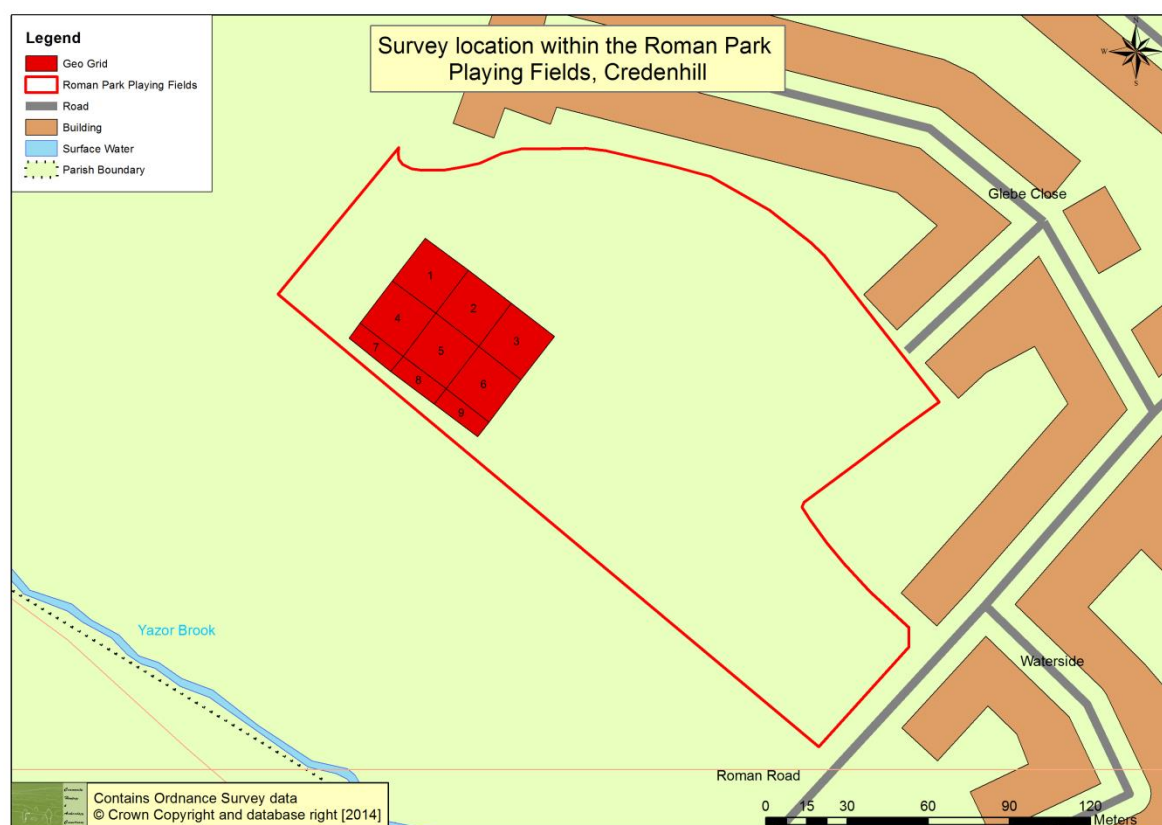 Legend
Geo Grid
Roman Park Playing Fields
Road
Building
Surface Water
Parish Boundary
Survey location within the Roman Park
Playing Fields, Credenhill
N
W
S
Glebe Close
1
2
3
4
5
6
7
8
9
Yazor Brook
Waterside
Roman Road
Contains Ordnance Survey data
© Crown Copyright and database right [2014]
0 15 30 60 90 120
Meters